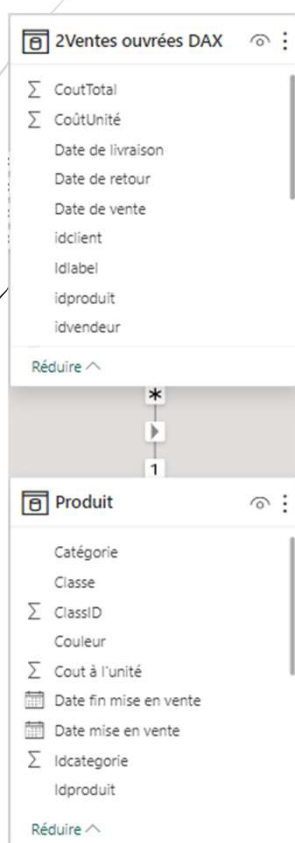 2Ventes ouvrées DAX
CoutTotal
CoûtUnité
Date de livraison
Date de retour
Date de vente
idclient
Idlabel
idproduit
idvendeur
Réduire
*
1
Produit
Catégorie
Classe
ClassID
Couleur
Cout à l'unité
Date fin mise en vente
Date mise en vente
Idcategorie
Idproduit
Réduire